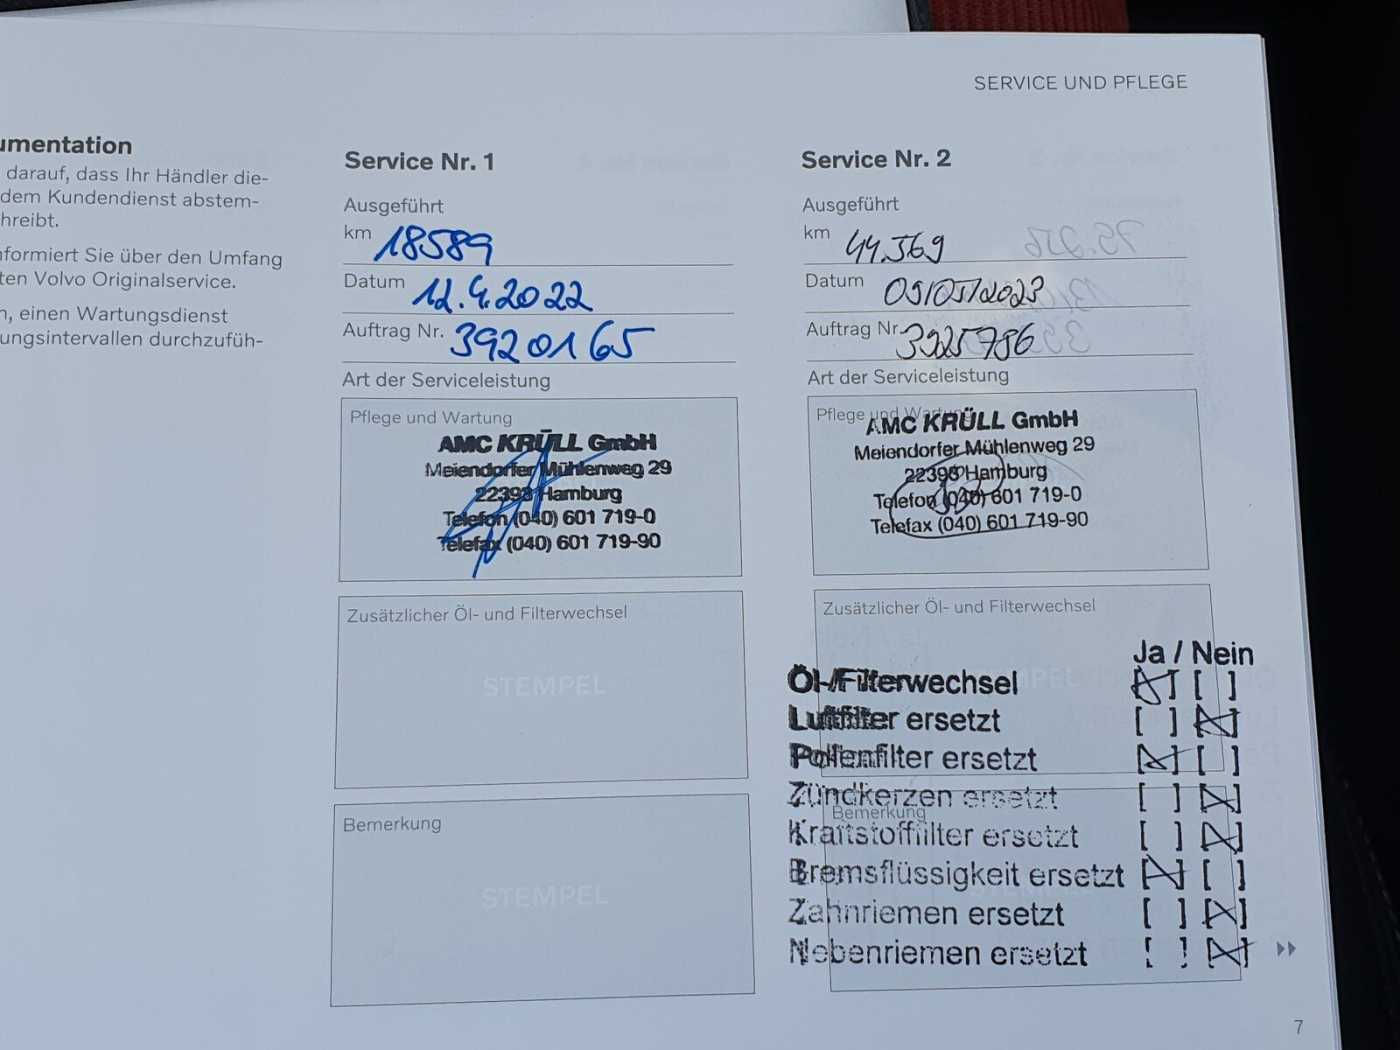 SERVICE UND PFLEGE
umentation
darauf, dass Ihr Händler die-
dem Kundendienst abstem-
hreibt.
nformiert Sie über den Umfang
ten Volvo Originalservice.
n, einen Wartungsdienst
ungsintervallen durchzufüh-
Service Nr. 1
Ausgeführt
km 18589
Datum 12.4.2022
Auftrag Nr. 3920165
Art der Serviceleistung
Pflege und Wartung
AMC KRÜLL GmbH
Meiendorfer Mühlenweg 29
22393 Hamburg
Telefon (040) 601 719-0
Telefax (040) 601 719-90
Zusätzlicher Öl- und Filterwechsel
STEMPEL
Bemerkung
STEMPEL
Service Nr. 2
Ausgeführt
km 44.569
Datum 09/05/2023
Auftrag Nr. 3925786
Art der Serviceleistung
Pflege und Wartung
AMC KRÜLL GmbH
Meiendorfer Mühlenweg 29
22393 Hamburg
Telefon (040) 601 719-0
Telefax (040) 601 719-90
Zusätzlicher Öl- und Filterwechsel
Ja / Nein
Öl-/Filterwechsel [X] [ ]
Luftfilter ersetzt [ ] [X]
Pollenfilter ersetzt [X] [ ]
Zündkerzen ersetzt [ ] [X]
Bemerkung
Kraftstofffilter ersetzt [ ] [X]
Bremsflüssigkeit ersetzt [X] [ ]
Zahnriemen ersetzt [ ] [X]
Nebenriemen ersetzt [ ] [X]
7